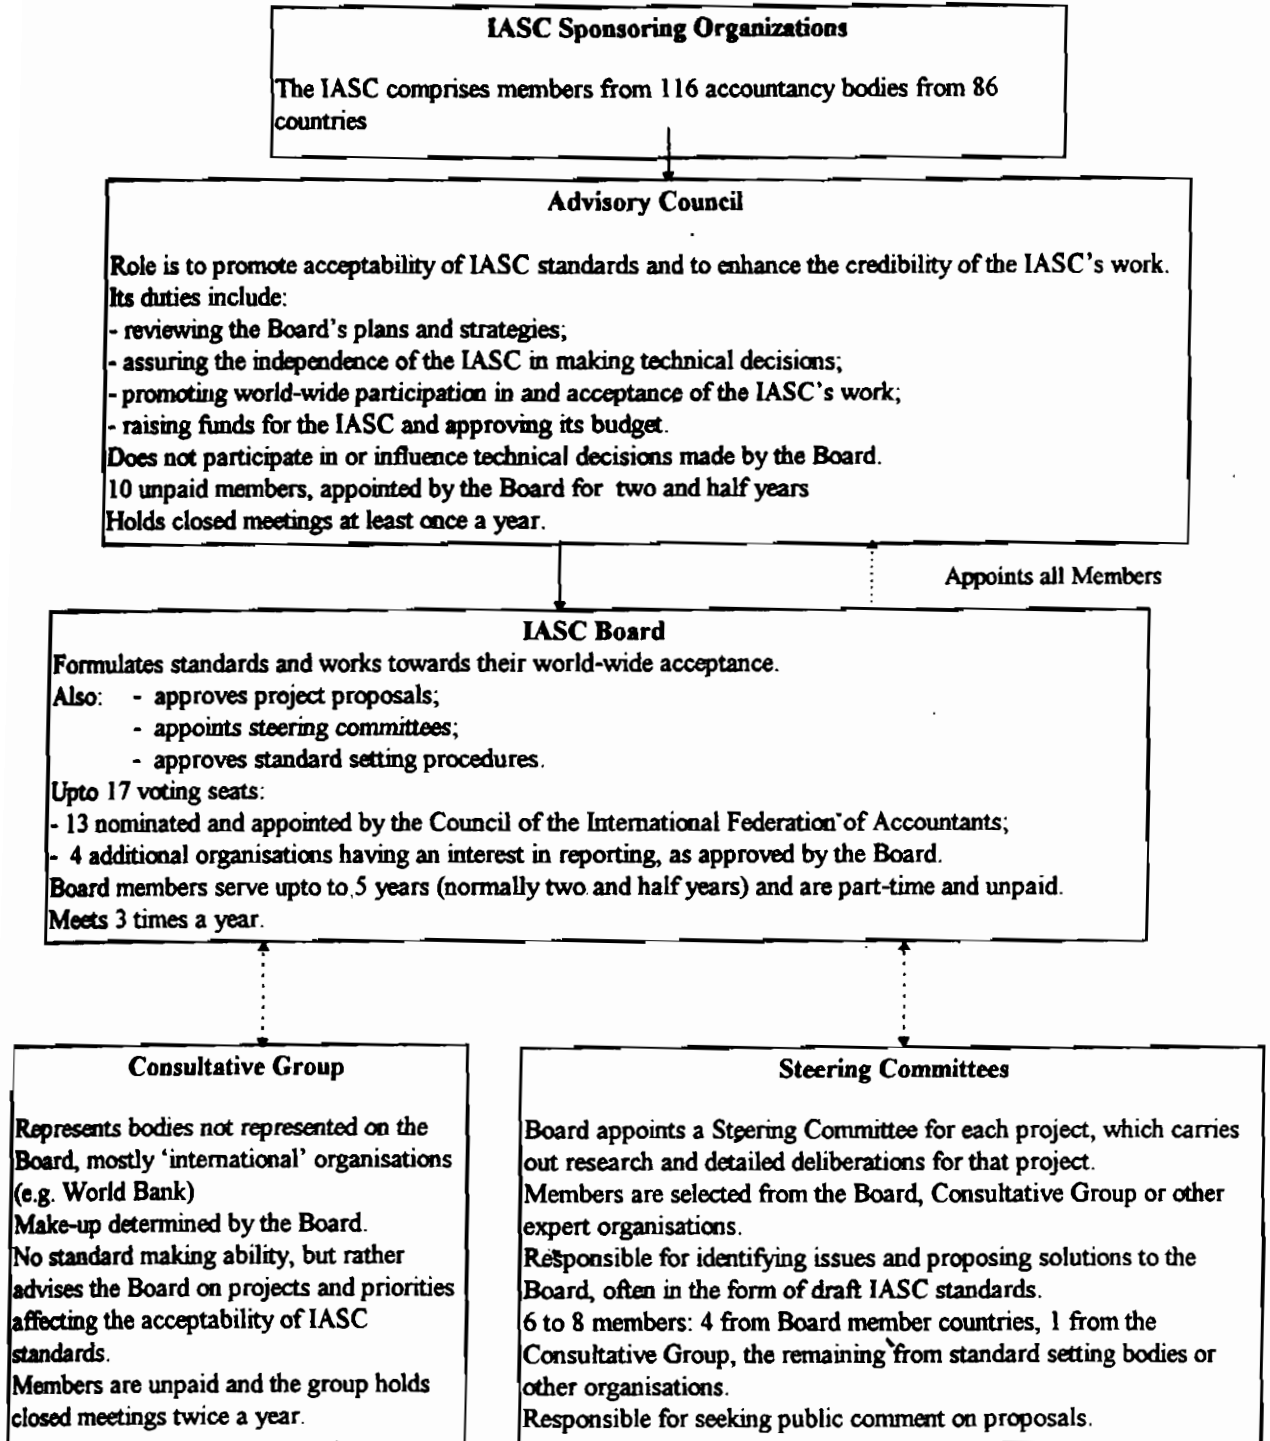 IASC Sponsoring Organizations
The IASC comprises members from 116 accountancy bodies from 86
countries
Advisory Council
Role is to promote acceptability of IASC standards and to enhance the credibility of the IASC's work.
Its duties include:
- reviewing the Board's plans and strategies;
- assuring the independence of the IASC in making technical decisions;
- promoting world-wide participation in and acceptance of the IASC's work;
- raising funds for the IASC and approving its budget.
Does not participate in or influence technical decisions made by the Board.
10 unpaid members, appointed by the Board for two and half years
Holds closed meetings at least once a year.
Appoints all Members
IASC Board
Formulates standards and works towards their world-wide acceptance.
Also: - approves project proposals;
- appoints steering committees;
- approves standard setting procedures.
Upto 17 voting seats:
- 13 nominated and appointed by the Council of the International Federation of Accountants;
- 4 additional organisations having an interest in reporting, as approved by the Board.
Board members serve upto to 5 years (normally two and half years) and are part-time and unpaid.
Meets 3 times a year.
Consultative Group
Represents bodies not represented on the
Board, mostly 'international' organisations
(e.g. World Bank)
Make-up determined by the Board.
No standard making ability, but rather
advises the Board on projects and priorities
affecting the acceptability of IASC
standards.
Members are unpaid and the group holds
closed meetings twice a year.
Steering Committees
Board appoints a Steering Committee for each project, which carries
out research and detailed deliberations for that project.
Members are selected from the Board, Consultative Group or other
expert organisations.
Responsible for identifying issues and proposing solutions to the
Board, often in the form of draft IASC standards.
6 to 8 members: 4 from Board member countries, 1 from the
Consultative Group, the remaining from standard setting bodies or
other organisations.
Responsible for seeking public comment on proposals.